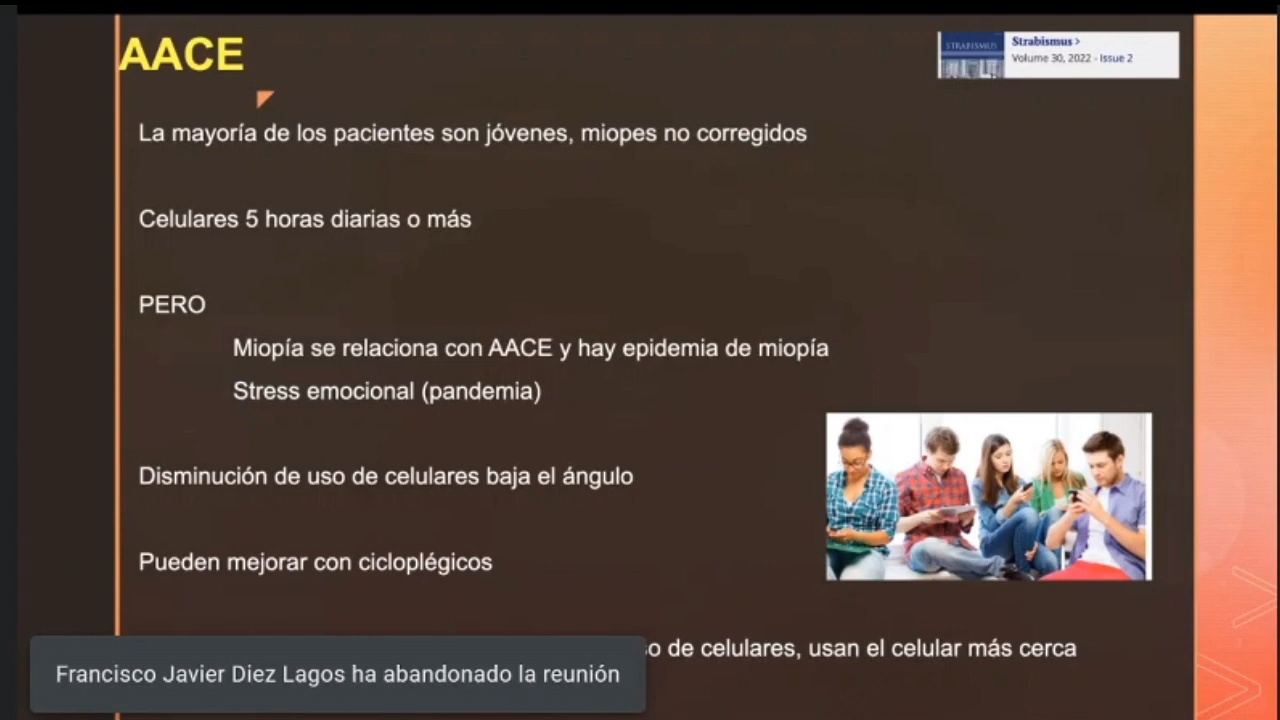 AACE
STRABISMUS
Strabismus >
Volume 30, 2022 - Issue 2
La mayoría de los pacientes son jóvenes, miopes no corregidos
Celulares 5 horas diarias o más
PERO
Miopía se relaciona con AACE y hay epidemia de miopía
Stress emocional (pandemia)
Disminución de uso de celulares baja el ángulo
Pueden mejorar con cicloplégicos
de celulares, usan el celular más cerca
Francisco Javier Diez Lagos ha abandonado la reunión